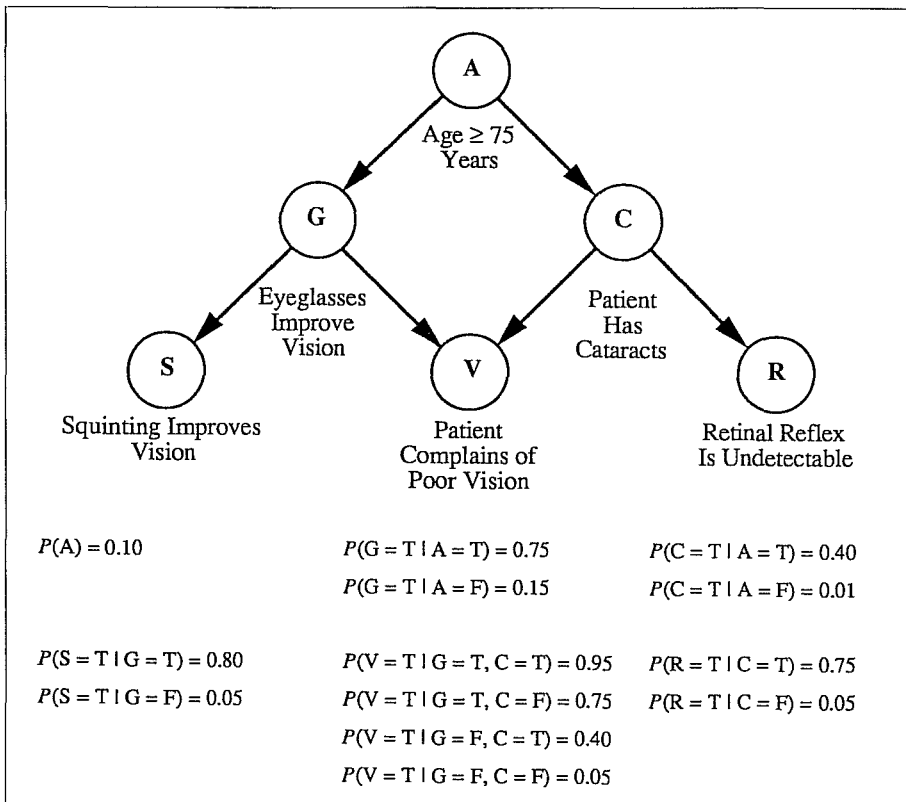 A
Age ≥ 75
Years
G
C
Eyeglasses
Improve
Vision
Patient
Has
Cataracts
S
V
R
Squinting Improves
Vision
Patient
Complains of
Poor Vision
Retinal Reflex
Is Undetectable
P(A) = 0.10
P(G = T | A = T) = 0.75
P(C = T | A = T) = 0.40
P(G = T | A = F) = 0.15
P(C = T | A = F) = 0.01
P(S = T | G = T) = 0.80
P(V = T | G = T, C = T) = 0.95
P(R = T | C = T) = 0.75
P(S = T | G = F) = 0.05
P(V = T | G = T, C = F) = 0.75
P(R = T | C = F) = 0.05
P(V = T | G = F, C = T) = 0.40
P(V = T | G = F, C = F) = 0.05